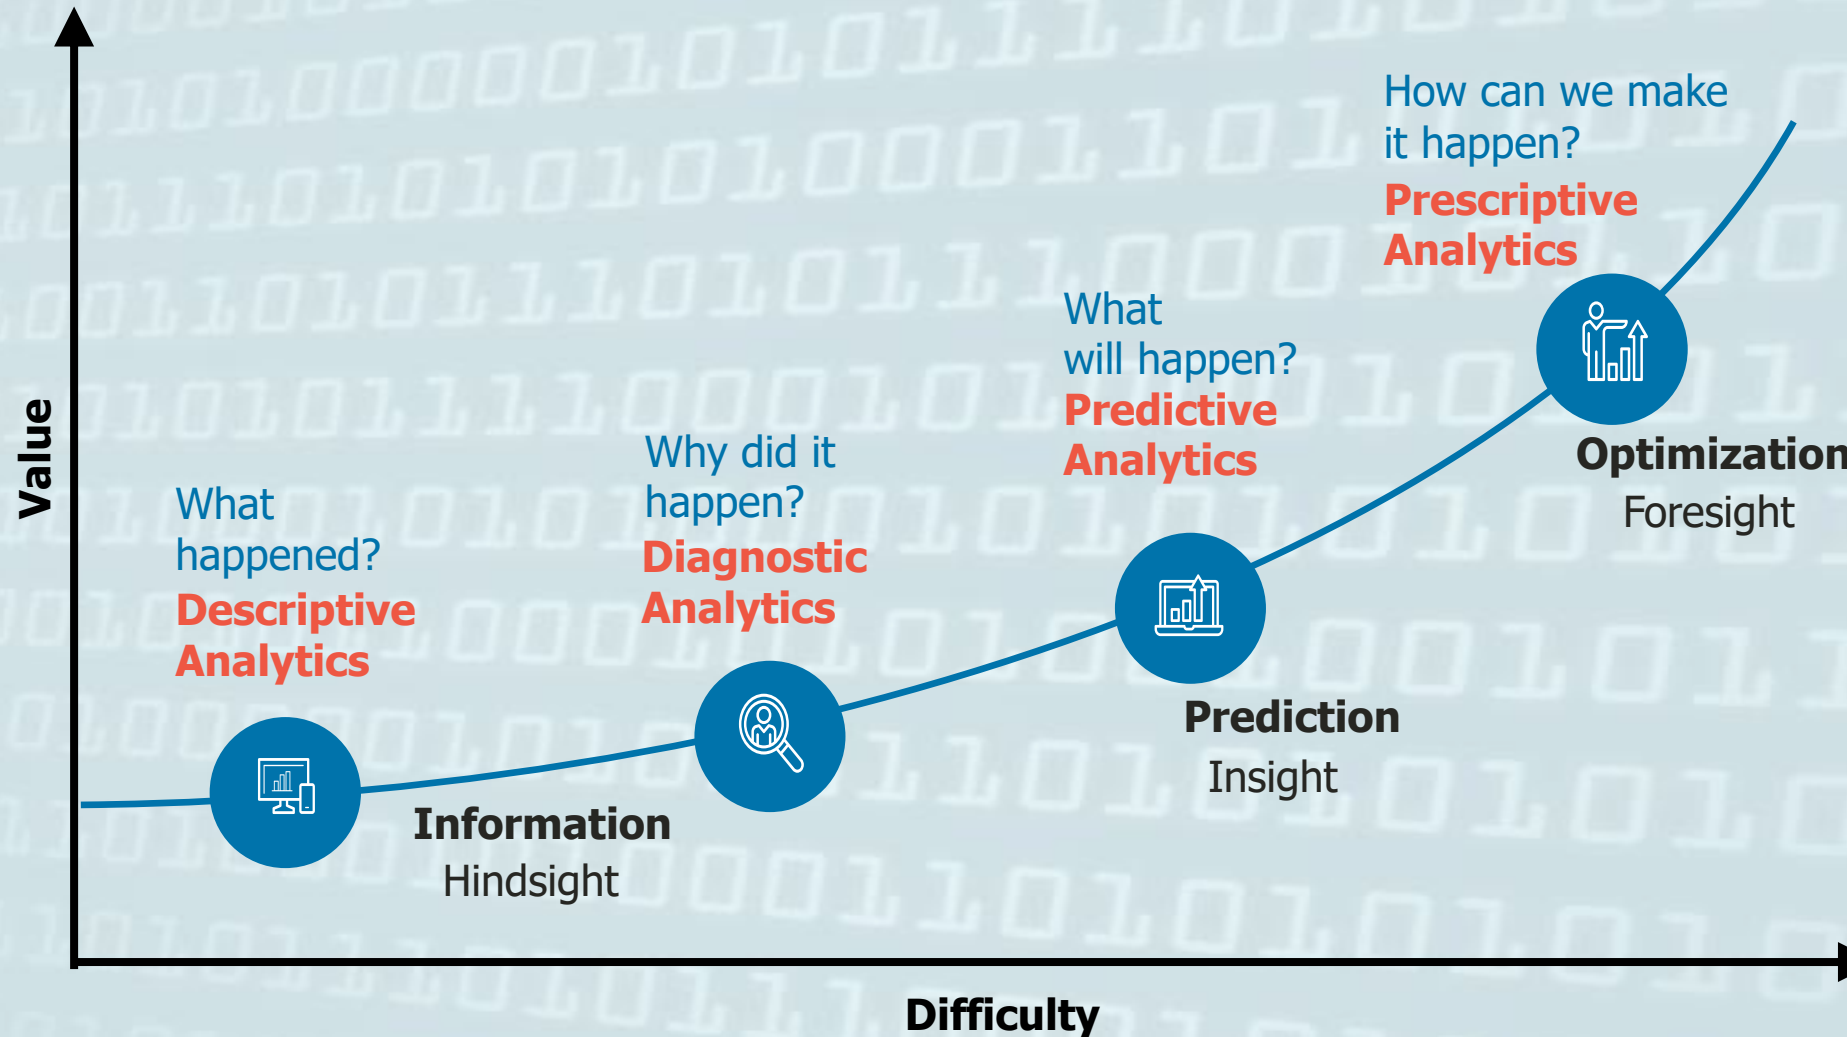 How can we make
it happen?
Prescriptive
Analytics
What
will happen?
Predictive
Analytics
Why did it
happen?
Diagnostic
Analytics
What
happened?
Descriptive
Analytics
Value
Optimization
Foresight
Prediction
Insight
Information
Hindsight
Difficulty